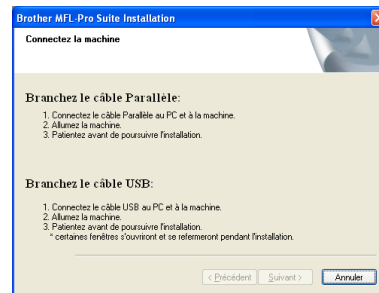 Brother MFL-Pro Suite Installation
Connectez la machine
Branchez le câble Parallèle:
1. Connectez le câble Parallèle au PC et à la machine.
2. Allumez la machine.
3. Patientez avant de poursuivre l'installation.
Branchez le câble USB:
1. Connectez le câble USB au PC et à la machine.
2. Allumez la machine.
3. Patientez avant de poursuivre l'installation.
* certaines fenêtres s'ouvriront et se refermeront pendant l'installation.
< Précédent Suivant > Annuler